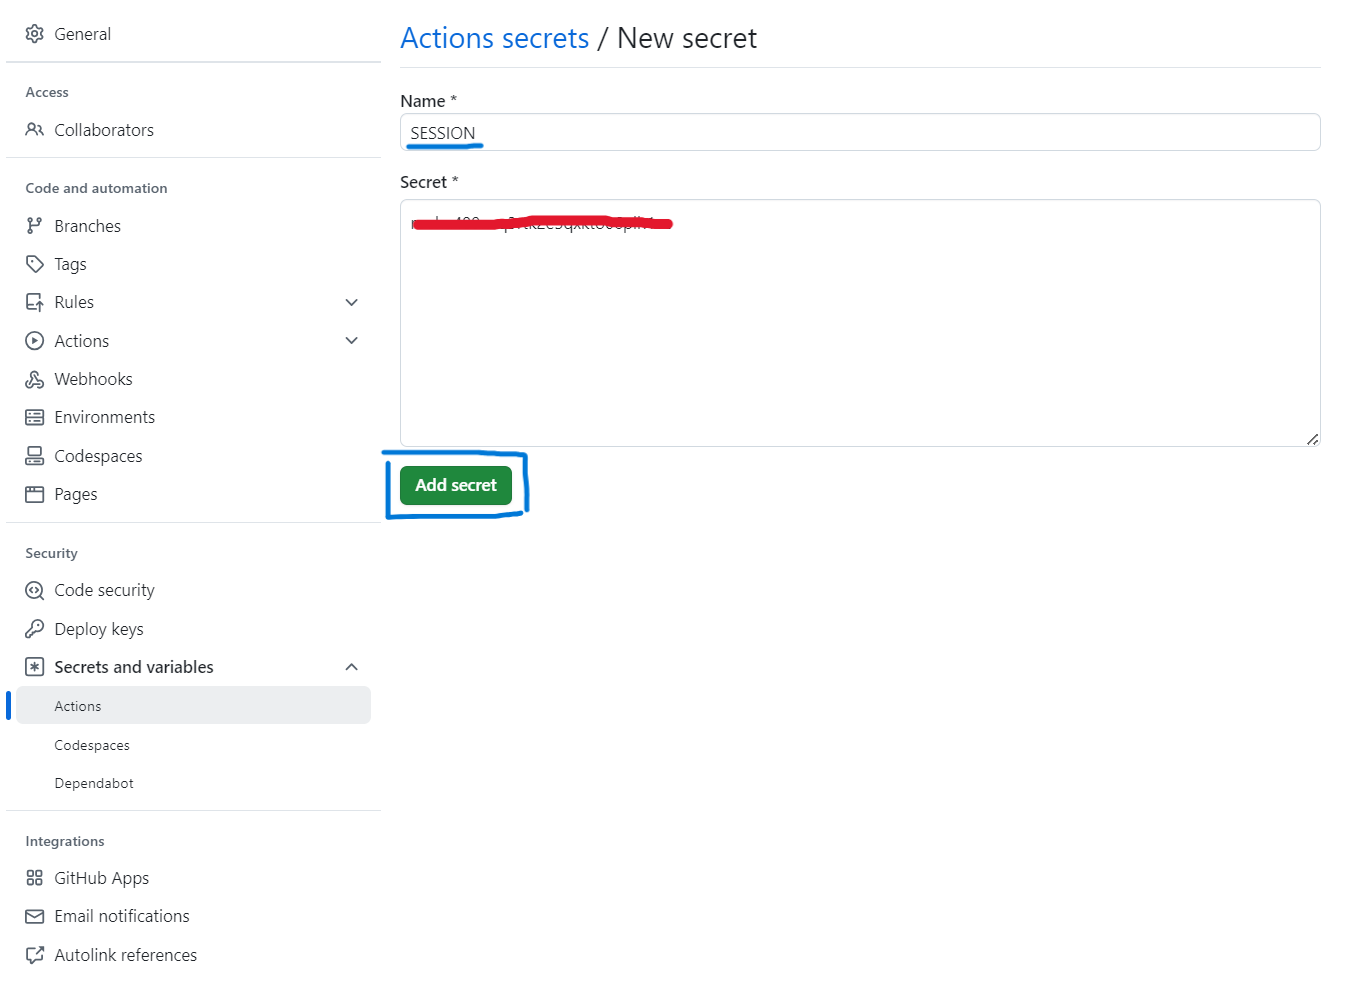 General
Access
Collaborators
Code and automation
Branches
Tags
Rules
Actions
Webhooks
Environments
Codespaces
Pages
Security
Code security
Deploy keys
Secrets and variables
Actions
Codespaces
Dependabot
Integrations
GitHub Apps
Email notifications
Autolink references
Actions secrets / New secret
Name *
SESSION
Secret *
Add secret